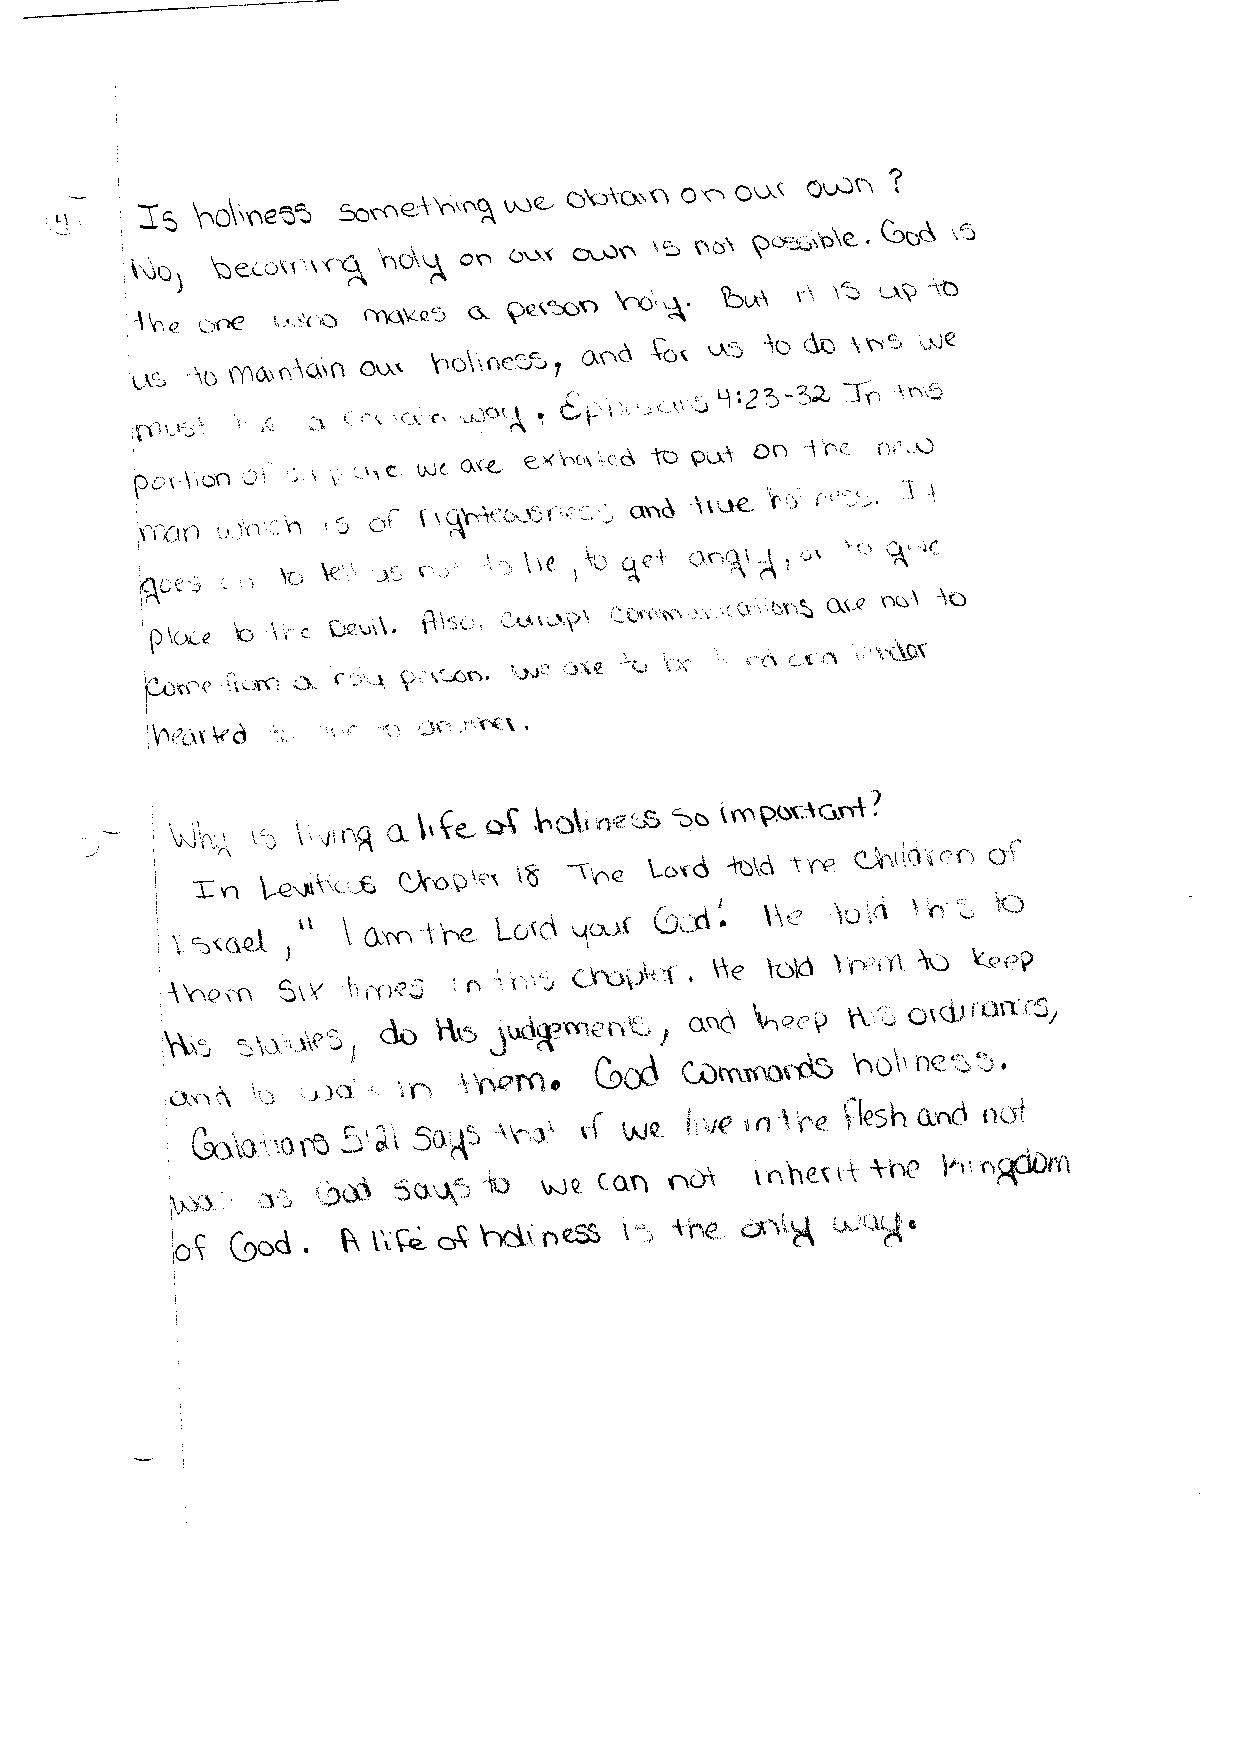 4. Is holiness something we obtain on our own?
No, becoming holy on our own is not possible. God is
the one who makes a person holy. But it is up to
us to maintain our holiness, and for us to do this we
must a certain way. Ephesians 4:23-32 In this
portion of scripture we are exhorted to put on the new
man which is of righteousness and true holiness. It
goes on to tell us not to lie, to get angry, or to give
place to the Devil. Also, currupt communications are not to
come from a holy person. We are to be kind and tender
hearted to one to another.
Why is living a life of holiness so important?
In Leviticus Chapter 18 The Lord told the children of
Israel, "I am the Lord your God." He told this to
them six times in this chapter. He told them to keep
His statutes, do His judgements, and keep His ordinances,
and to walk in them. God commands holiness.
Galations 5:21 says that if we live in the flesh and not
walk as God says to we can not inherit the kingdom
of God. A life of holiness is the only way.